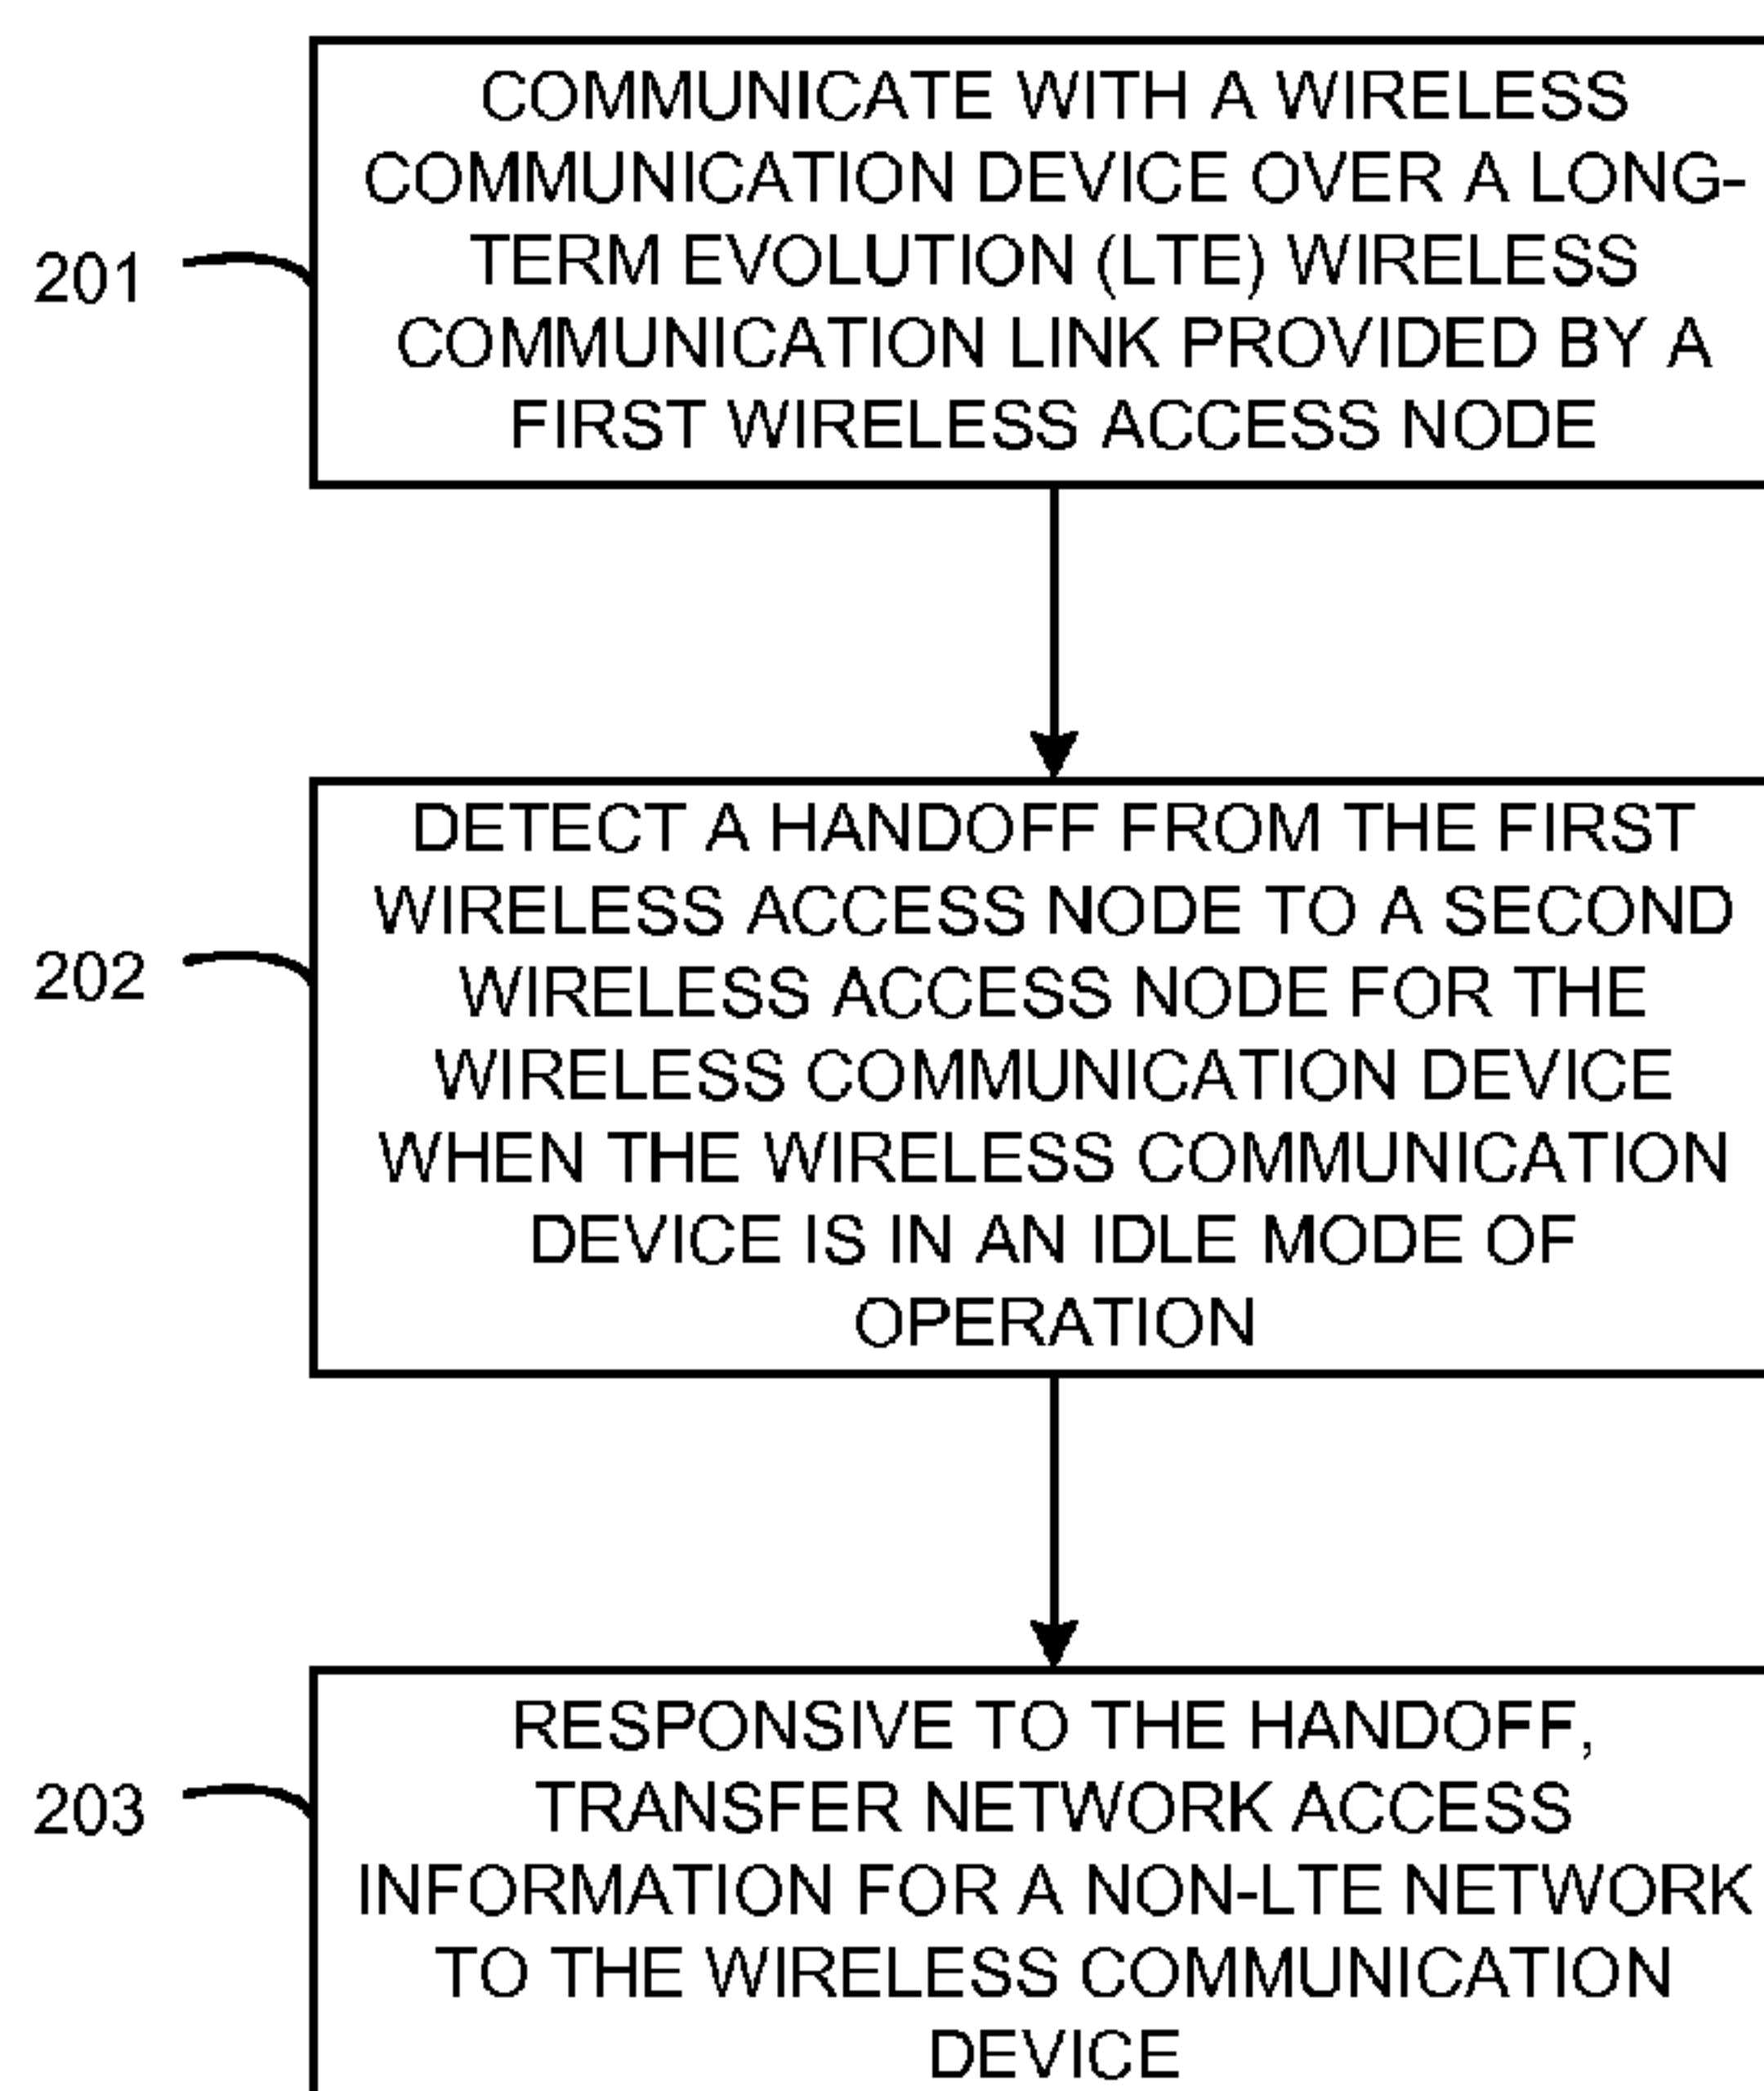 COMMUNICATE WITH A WIRELESS
COMMUNICATION DEVICE OVER A LONG-
TERM EVOLUTION (LTE) WIRELESS
COMMUNICATION LINK PROVIDED BY A
FIRST WIRELESS ACCESS NODE
201
DETECT A HANDOFF FROM THE FIRST
WIRELESS ACCESS NODE TO A SECOND
WIRELESS ACCESS NODE FOR THE
WIRELESS COMMUNICATION DEVICE
WHEN THE WIRELESS COMMUNICATION
DEVICE IS IN AN IDLE MODE OF
OPERATION
202
RESPONSIVE TO THE HANDOFF,
TRANSFER NETWORK ACCESS
INFORMATION FOR A NON-LTE NETWORK
TO THE WIRELESS COMMUNICATION
DEVICE
203